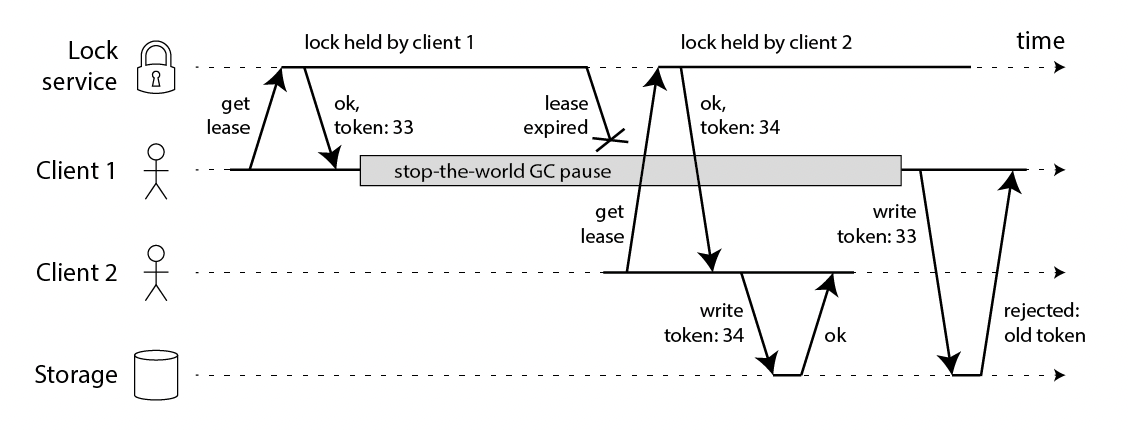 lock held by client 1
lock held by client 2
time
Lock
service
get
lease
ok,
token: 33
lease
expired
ok,
token: 34
Client 1
stop-the-world GC pause
get
lease
write
token: 33
Client 2
write
token: 34
ok
rejected:
old token
Storage